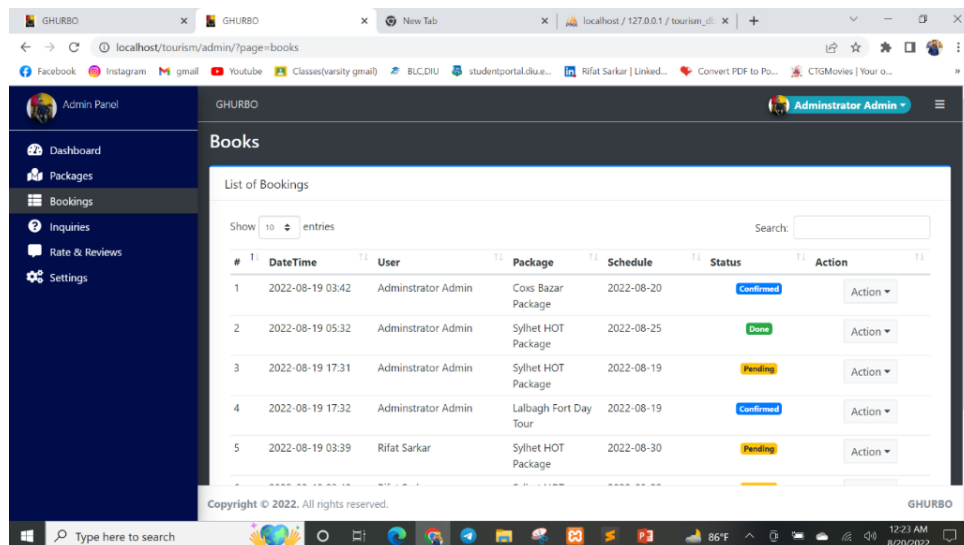 GHURBO
GHURBO
New Tab
localhost / 127.0.0.1 / tourism_db
localhost/tourism/admin/?page=books
Facebook Instagram gmail Youtube Classes(varsity gmail) BLC,DIU studentportal.diu.e... Rifat Sarkar | Linked... Convert PDF to Po... CTGMovies | Your o... »
Admin Panel
GHURBO
Adminstrator Admin
Dashboard
Packages
Bookings
Inquiries
Rate & Reviews
Settings
Books
List of Bookings
Show 10 entries
Search:
# DateTime User Package Schedule Status Action
1 2022-08-19 03:42 Adminstrator Admin Coxs Bazar 2022-08-20 Confirmed Action
Package
2 2022-08-19 05:32 Adminstrator Admin Sylhet HOT 2022-08-25 Done Action
Package
3 2022-08-19 17:31 Adminstrator Admin Sylhet HOT 2022-08-19 Pending Action
Package
4 2022-08-19 17:32 Adminstrator Admin Lalbagh Fort Day 2022-08-19 Confirmed Action
Tour
5 2022-08-19 03:39 Rifat Sarkar Sylhet HOT 2022-08-30 Pending Action
Package
Copyright © 2022. All rights reserved.
GHURBO
Type here to search
86°F
12:23 AM
8/20/2022